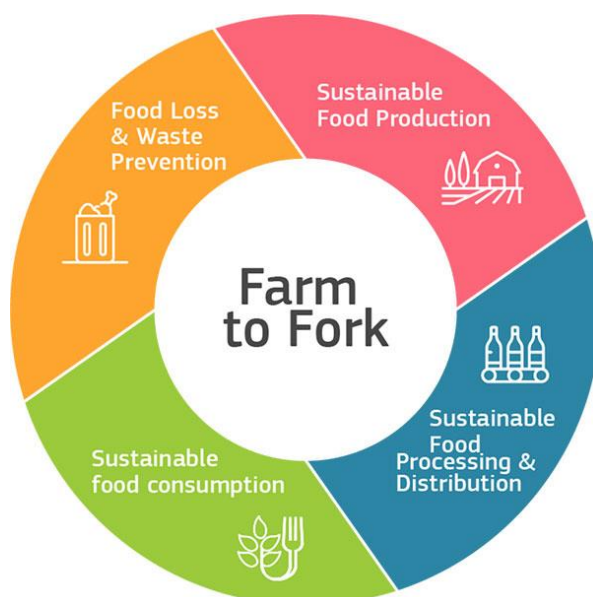 Farm
to Fork
Sustainable
Food Production
Sustainable
Food
Processing &
Distribution
Sustainable
food consumption
Food Loss
& Waste
Prevention